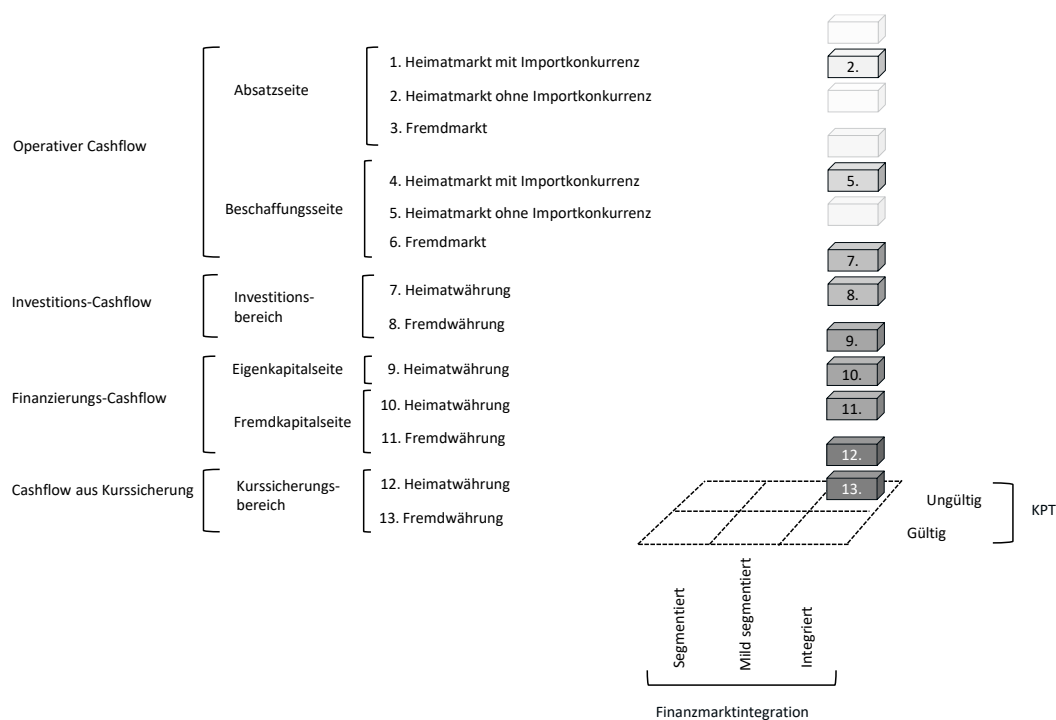 Operativer Cashflow
Absatzseite
1. Heimatmarkt mit Importkonkurrenz
2. Heimatmarkt ohne Importkonkurrenz
3. Fremdmarkt
Beschaffungsseite
4. Heimatmarkt mit Importkonkurrenz
5. Heimatmarkt ohne Importkonkurrenz
6. Fremdmarkt
Investitions-Cashflow
Investitions-
bereich
7. Heimatwährung
8. Fremdwährung
Finanzierungs-Cashflow
Eigenkapitalseite
9. Heimatwährung
Fremdkapitalseite
10. Heimatwährung
11. Fremdwährung
Cashflow aus Kurssicherung
Kurssicherungs-
bereich
12. Heimatwährung
13. Fremdwährung
2.
5.
7.
8.
9.
10.
11.
12.
13.
Ungültig
Gültig
KPT
Segmentiert
Mild segmentiert
Integriert
Finanzmarktintegration